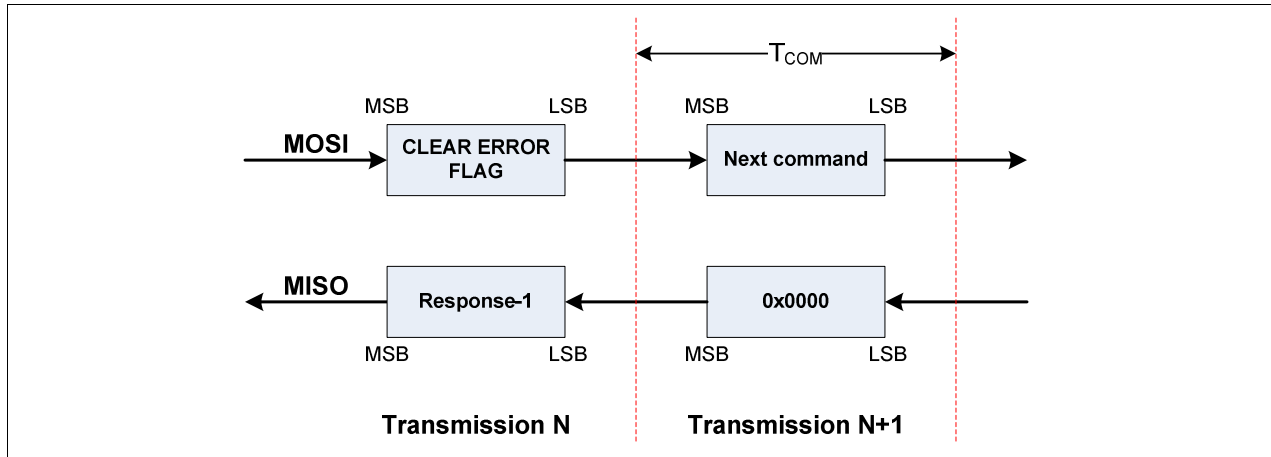 TCOM
MSB LSB MSB LSB
MOSI CLEAR ERROR FLAG Next command
MISO Response-1 0x0000
MSB LSB MSB LSB
Transmission N Transmission N+1